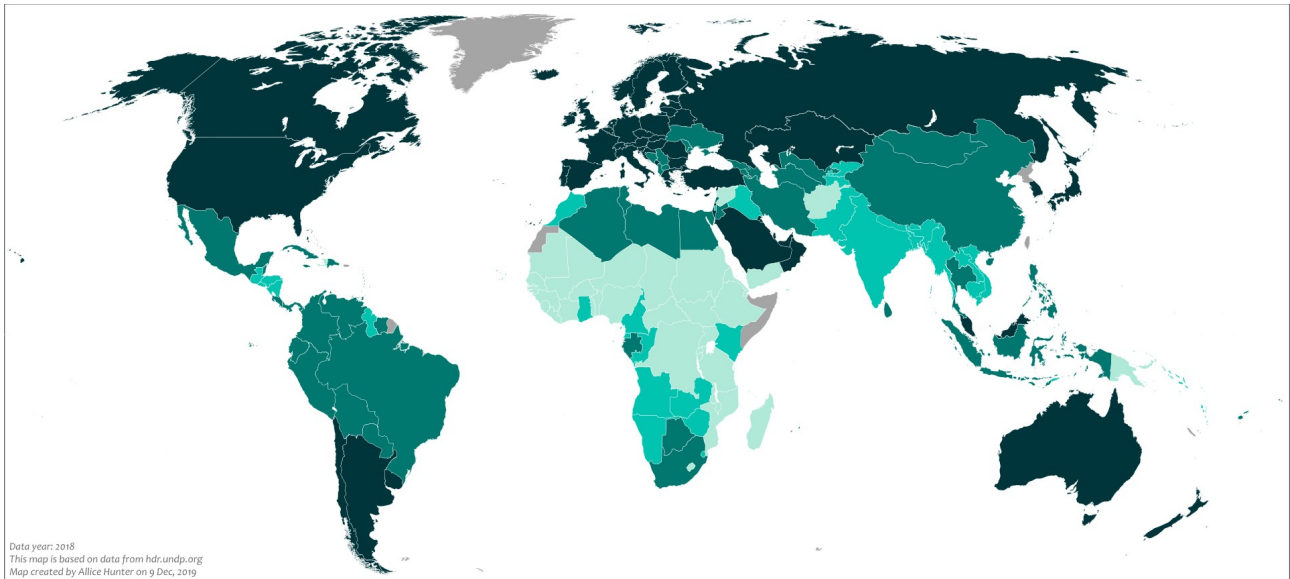 Data year: 2018
This map is based on data from hdr.undp.org
Map created by Allice Hunter on 9 Dec, 2019